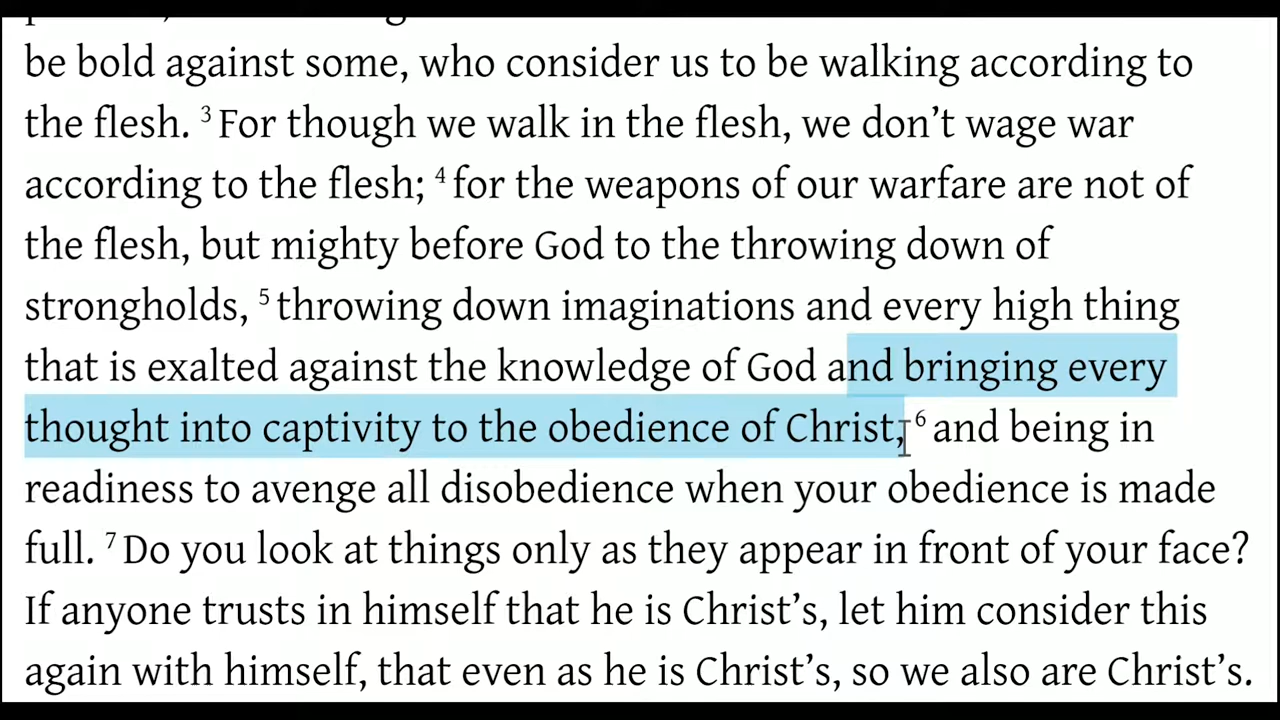 be bold against some, who consider us to be walking according to
the flesh. ³ For though we walk in the flesh, we don’t wage war
according to the flesh; ⁴ for the weapons of our warfare are not of
the flesh, but mighty before God to the throwing down of
strongholds, ⁵ throwing down imaginations and every high thing
that is exalted against the knowledge of God and bringing every
thought into captivity to the obedience of Christ, ⁶ and being in
readiness to avenge all disobedience when your obedience is made
full. ⁷ Do you look at things only as they appear in front of your face?
If anyone trusts in himself that he is Christ’s, let him consider this
again with himself, that even as he is Christ’s, so we also are Christ’s.